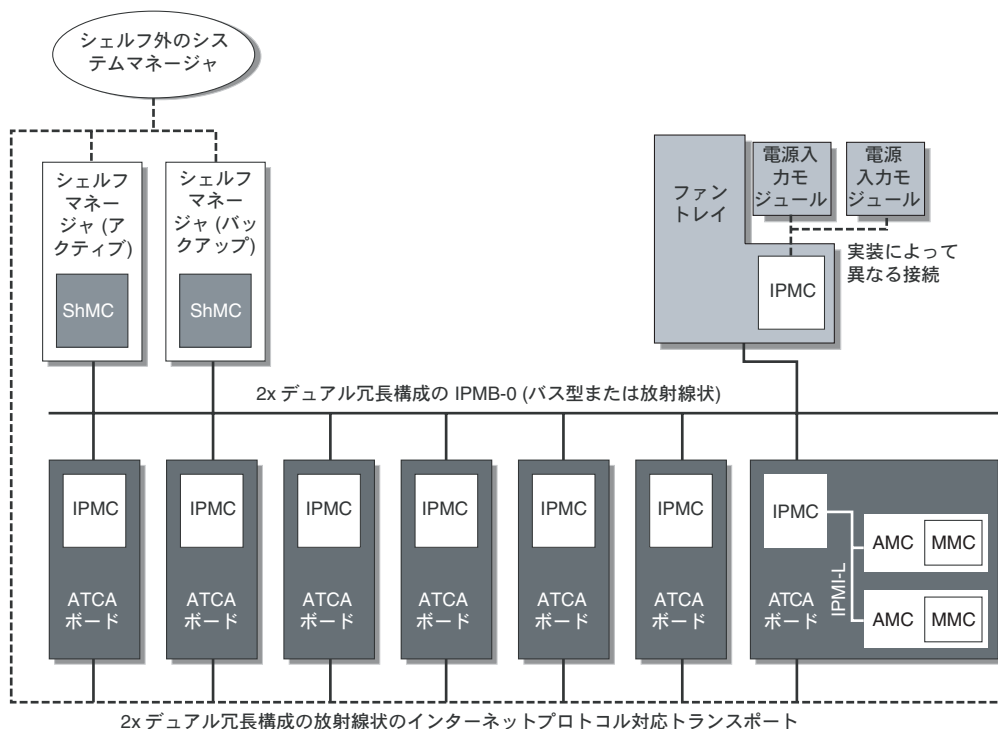 シェルフ外のシス
テムマネージャ
シェルフ
マネー
ジャ (ア
クティブ)
ShMC
シェルフ
マネー
ジャ (バッ
クアップ)
ShMC
ファン
トレイ
電源入
力モ
ジュール
電源
入力モ
ジュール
実装によって
異なる接続
IPMC
2x デュアル冗長構成の IPMB-0 (バス型または放射線状)
IPMC
ATCA
ボード
IPMC
ATCA
ボード
IPMC
ATCA
ボード
IPMC
ATCA
ボード
IPMC
ATCA
ボード
IPMC
ATCA
ボード
IPMC
ATCA
ボード
IPMI-L
AMC
MMC
AMC
MMC
2x デュアル冗長構成の放射線状のインターネットプロトコル対応トランスポート